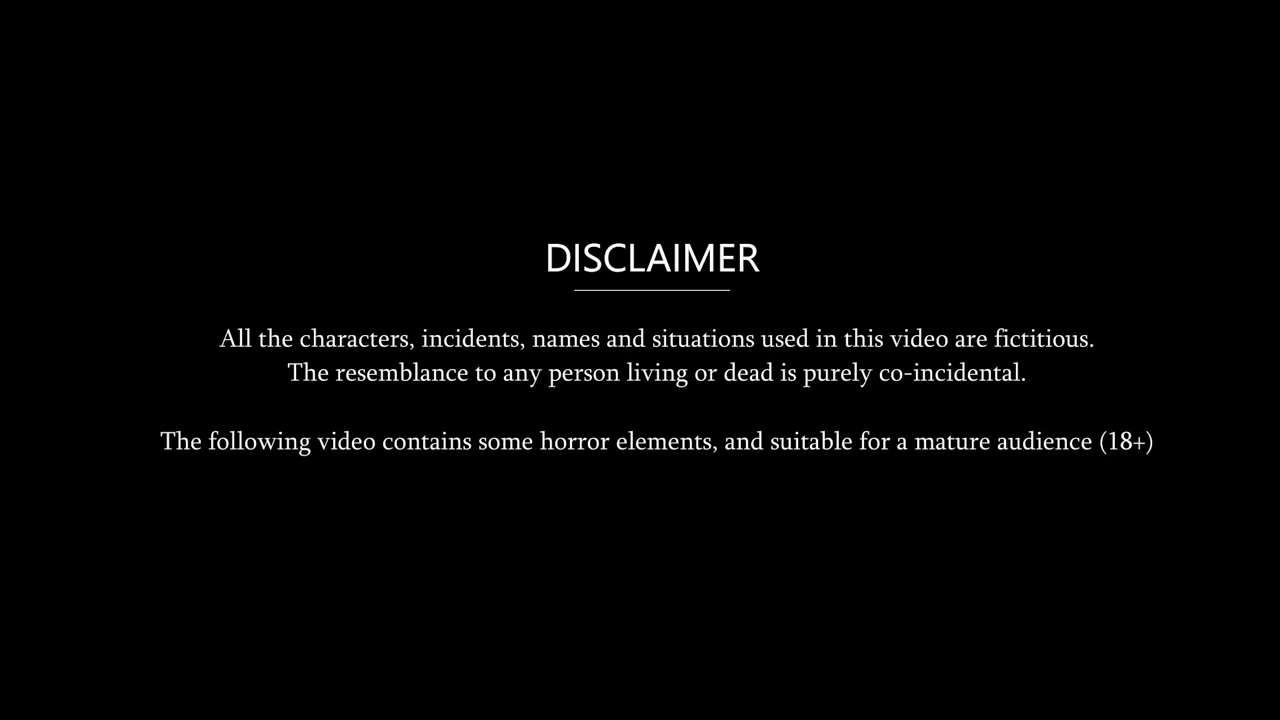 DISCLAIMER
All the characters, incidents, names and situations used in this video are fictitious.
The resemblance to any person living or dead is purely co-incidental.
The following video contains some horror elements, and suitable for a mature audience (18+)